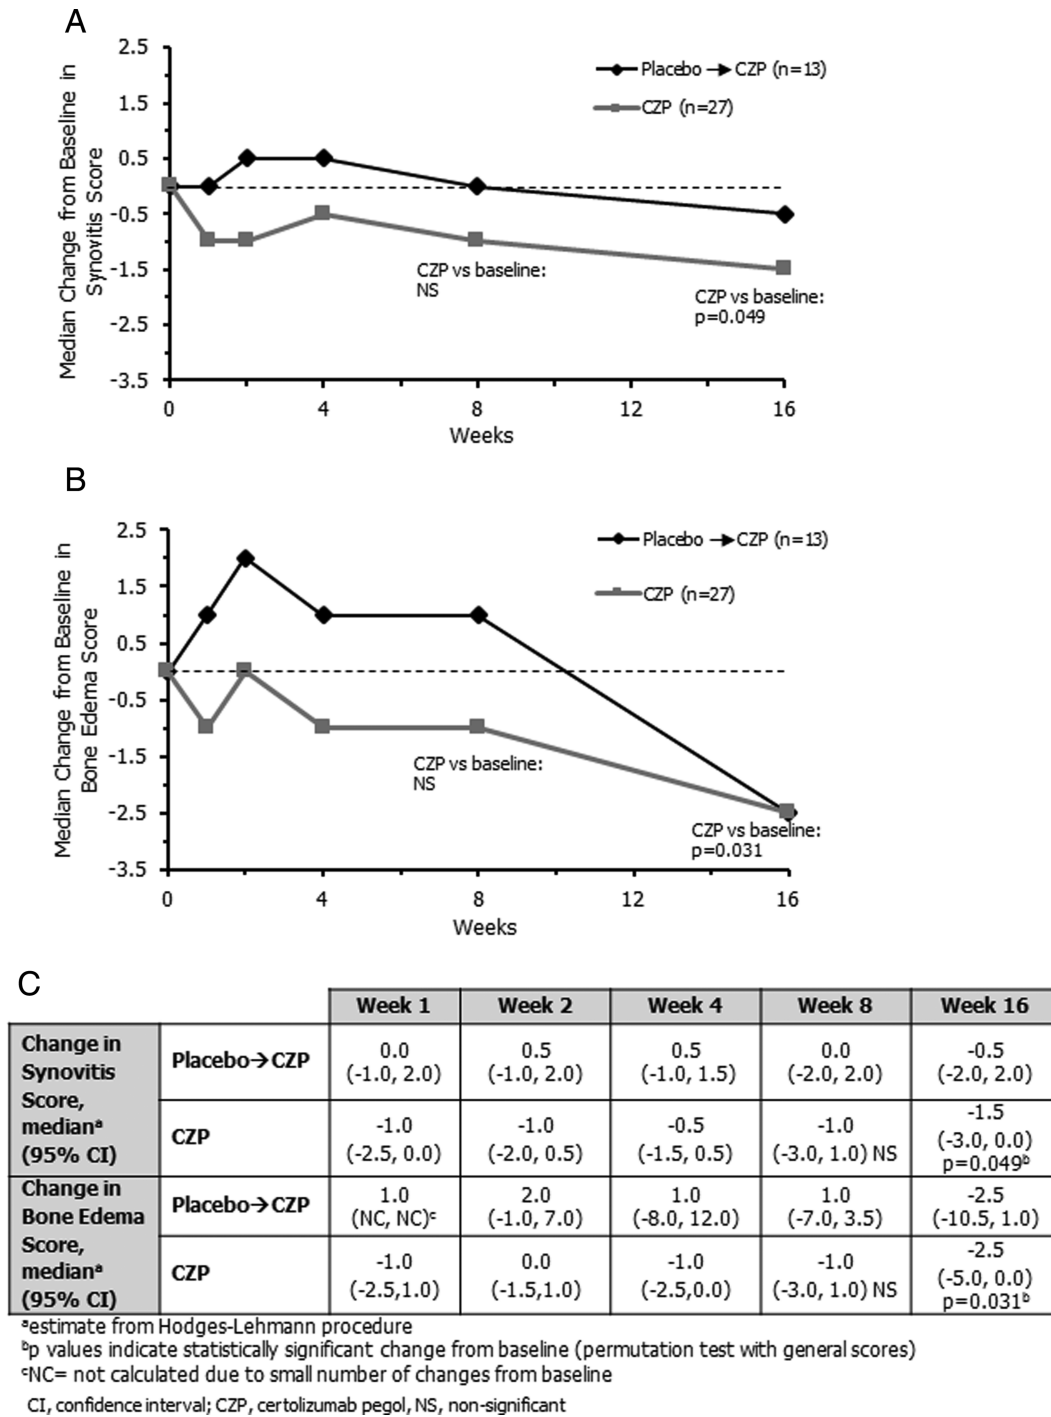 A
Median Change from Baseline in
Synovitis Score
2.5
1.5
0.5
-0.5
-1.5
-2.5
-3.5
Placebo → CZP (n=13)
CZP (n=27)
CZP vs baseline:
NS
CZP vs baseline:
p=0.049
0 4 8 12 16
Weeks
B
Median Change from Baseline in
Bone Edema Score
2.5
1.5
0.5
-0.5
-1.5
-2.5
-3.5
Placebo → CZP (n=13)
CZP (n=27)
CZP vs baseline:
NS
CZP vs baseline:
p=0.031
0 4 8 12 16
Weeks
C
Week 1 Week 2 Week 4 Week 8 Week 16
Change in
Synovitis
Score,
medianᵃ
(95% CI)
Placebo→CZP
0.0
(-1.0, 2.0)
0.5
(-1.0, 2.0)
0.5
(-1.0, 1.5)
0.0
(-2.0, 2.0)
-0.5
(-2.0, 2.0)
CZP
-1.0
(-2.5, 0.0)
-1.0
(-2.0, 0.5)
-0.5
(-1.5, 0.5)
-1.0
(-3.0, 1.0) NS
-1.5
(-3.0, 0.0)
p=0.049ᵇ
Change in
Bone Edema
Score,
medianᵃ
(95% CI)
Placebo→CZP
1.0
(NC, NC)ᶜ
2.0
(-1.0, 7.0)
1.0
(-8.0, 12.0)
1.0
(-7.0, 3.5)
-2.5
(-10.5, 1.0)
CZP
-1.0
(-2.5,1.0)
0.0
(-1.5,1.0)
-1.0
(-2.5,0.0)
-1.0
(-3.0, 1.0) NS
-2.5
(-5.0, 0.0)
p=0.031ᵇ
ᵃestimate from Hodges-Lehmann procedure
ᵇp values indicate statistically significant change from baseline (permutation test with general scores)
ᶜNC= not calculated due to small number of changes from baseline
CI, confidence interval; CZP, certolizumab pegol, NS, non-significant